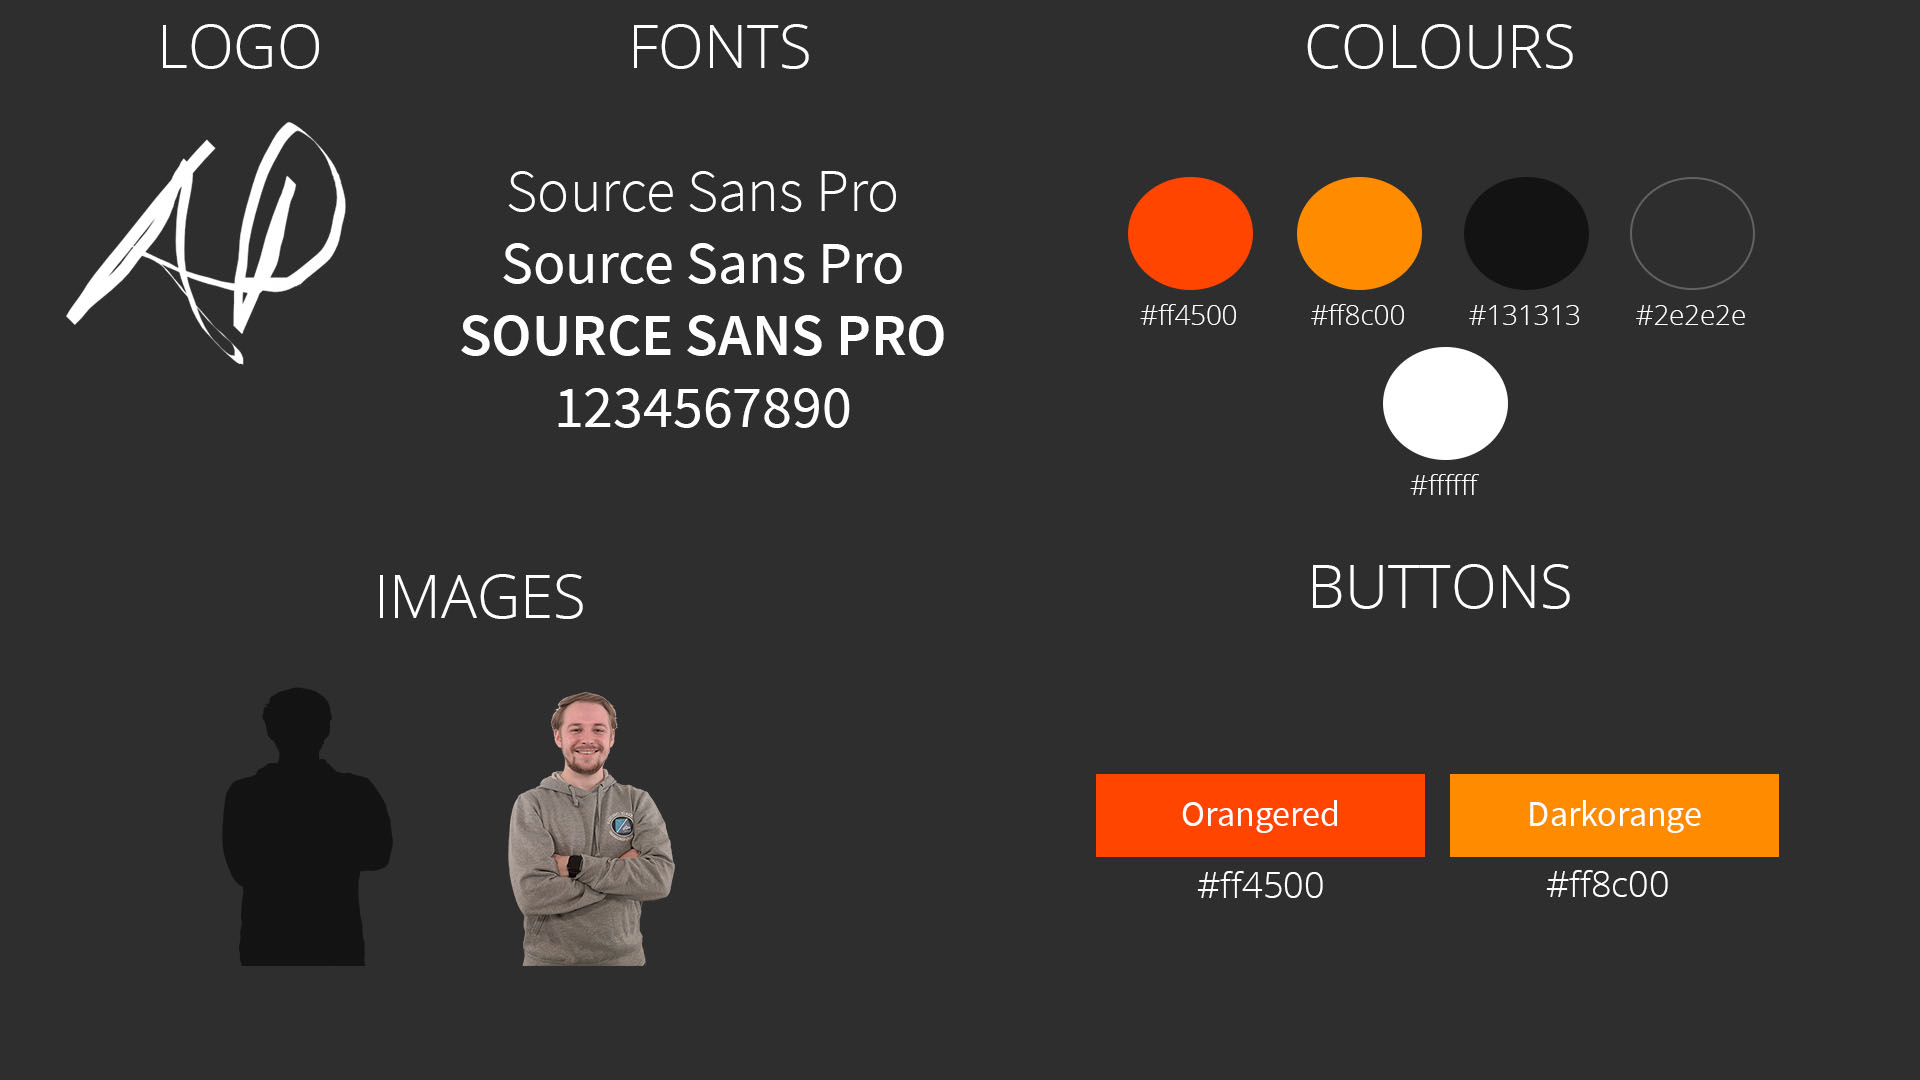 LOGO
FONTS
COLOURS
AD
Source Sans Pro
Source Sans Pro
SOURCE SANS PRO
1234567890
#ff4500
#ff8c00
#131313
#2e2e2e
#ffffff
IMAGES
BUTTONS
Orangered
Darkorange
#ff4500
#ff8c00